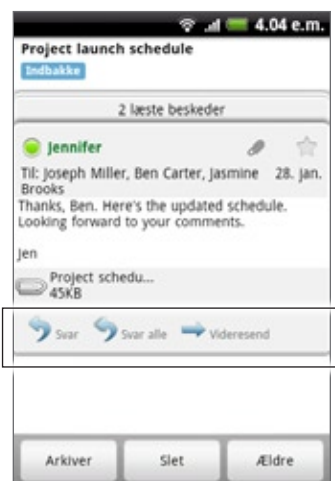 4.04 e.m.
Project launch schedule
Indbakke
2 læste beskeder
Jennifer
Til: Joseph Miller, Ben Carter, Jasmine 28. jan.
Brooks
Thanks, Ben. Here's the updated schedule.
Looking forward to your comments.
Jen
Project schedu...
45KB
Svar Svar alle Videresend
Arkiver Slet Ældre